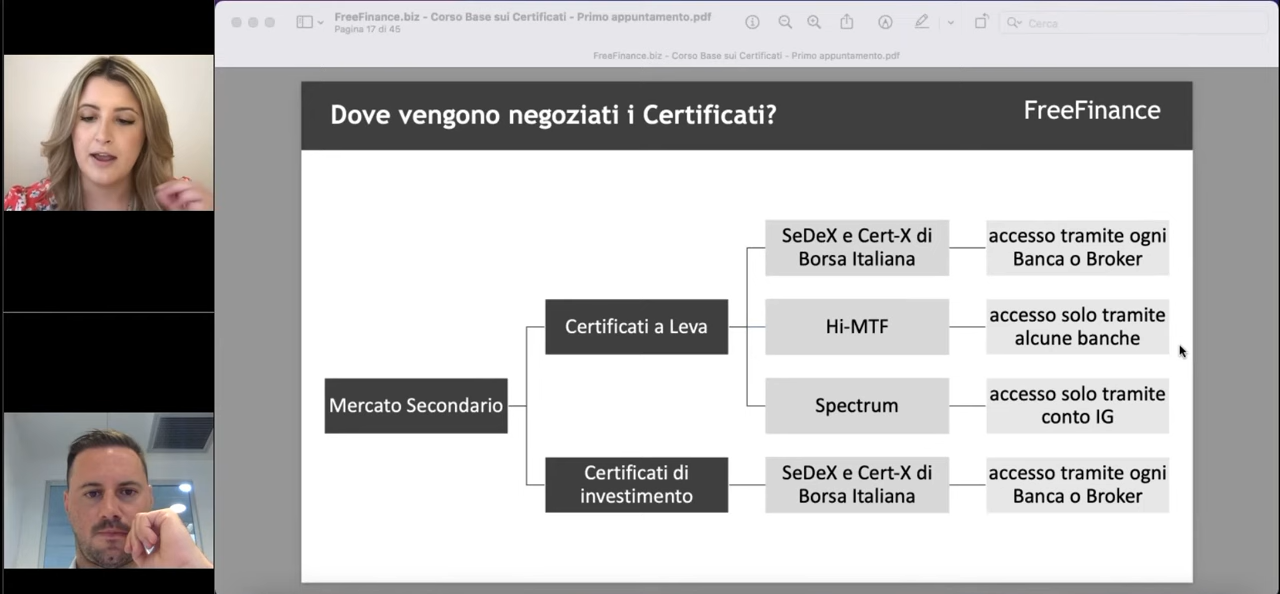 FreeFinance.biz - Corso Base sui Certificati - Primo appuntamento.pdf
Pagina 17 di 45
Cerca
FreeFinance.biz - Corso Base sui Certificati - Primo appuntamento.pdf
Dove vengono negoziati i Certificati?
FreeFinance
Mercato Secondario
Certificati a Leva
SeDeX e Cert-X di
Borsa Italiana
accesso tramite ogni
Banca o Broker
Hi-MTF
accesso solo tramite
alcune banche
Spectrum
accesso solo tramite
conto IG
Certificati di
investimento
SeDeX e Cert-X di
Borsa Italiana
accesso tramite ogni
Banca o Broker